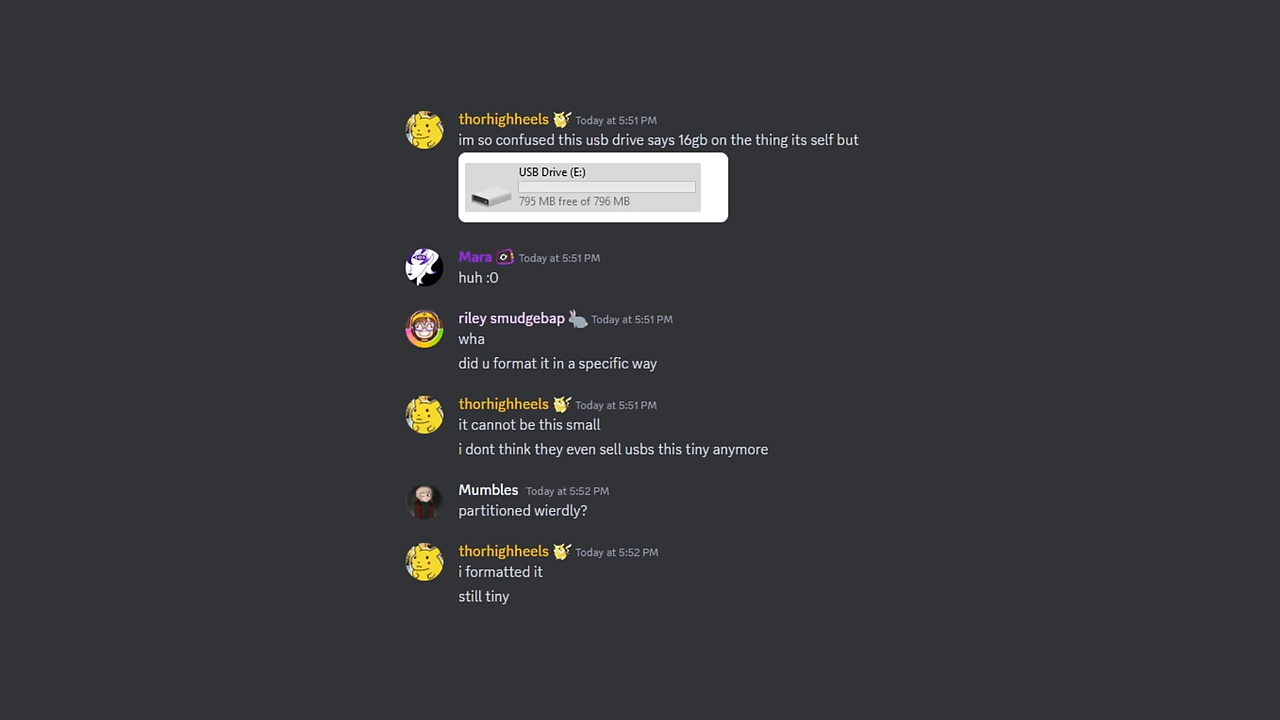 thorhighheels Today at 5:51 PM
im so confused this usb drive says 16gb on the thing its self but
USB Drive (E:)
795 MB free of 796 MB
Mara Today at 5:51 PM
huh :0
riley smudgebap Today at 5:51 PM
wha
did u format it in a specific way
thorhighheels Today at 5:51 PM
it cannot be this small
i dont think they even sell usbs this tiny anymore
Mumbles Today at 5:52 PM
partitioned wierdly?
thorhighheels Today at 5:52 PM
i formatted it
still tiny